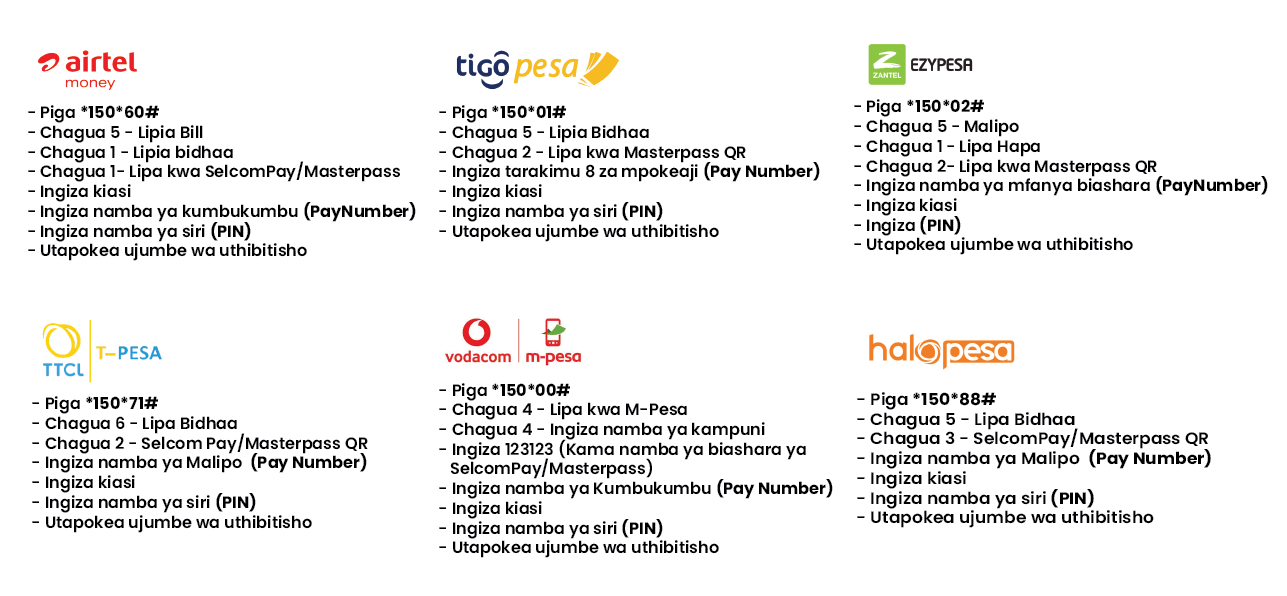 airtel
money
- Piga *150*60#
- Chagua 5 - Lipia Bill
- Chagua 1 - Lipia bidhaa
- Chagua 1- Lipa kwa SelcomPay/Masterpass
- Ingiza kiasi
- Ingiza namba ya kumbukumbu (PayNumber)
- Ingiza namba ya siri (PIN)
- Utapokea ujumbe wa uthibitisho
tigo pesa
- Piga *150*01#
- Chagua 5 - Lipia Bidhaa
- Chagua 2 - Lipa kwa Masterpass QR
- Ingiza tarakimu 8 za mpokeaji (Pay Number)
- Ingiza kiasi
- Ingiza namba ya siri (PIN)
- Utapokea ujumbe wa uthibitisho
Z ZANTEL EZYPESA
- Piga *150*02#
- Chagua 5 - Malipo
- Chagua 1 - Lipa Hapa
- Chagua 2- Lipa kwa Masterpass QR
- Ingiza namba ya mfanya biashara (PayNumber)
- Ingiza kiasi
- Ingiza (PIN)
- Utapokea ujumbe wa uthibitisho
TTCL T-PESA
- Piga *150*71#
- Chagua 6 - Lipa Bidhaa
- Chagua 2 - Selcom Pay/Masterpass QR
- Ingiza namba ya Malipo (Pay Number)
- Ingiza kiasi
- Ingiza namba ya siri (PIN)
- Utapokea ujumbe wa uthibitisho
vodacom m-pesa
- Piga *150*00#
- Chagua 4 - Lipa kwa M-Pesa
- Chagua 4 - Ingiza namba ya kampuni
- Ingiza 123123 (Kama namba ya biashara ya
SelcomPay/Masterpass)
- Ingiza namba ya Kumbukumbu (Pay Number)
- Ingiza kiasi
- Ingiza namba ya siri (PIN)
- Utapokea ujumbe wa uthibitisho
halopesa
- Piga *150*88#
- Chagua 5 - Lipa Bidhaa
- Chagua 3 - SelcomPay/Masterpass QR
- Ingiza namba ya Malipo (Pay Number)
- Ingiza kiasi
- Ingiza namba ya siri (PIN)
- Utapokea ujumbe wa uthibitisho